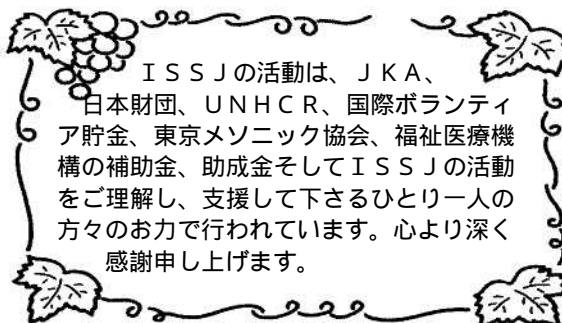 ＩＳＳＪの活動は、ＪＫＡ、
日本財団、ＵＮＨＣＲ、国際ボランティ
ア貯金、東京メソニック協会、福祉医療機
構の補助金、助成金そしてＩＳＳＪの活動
をご理解し、支援して下さるひとり一人の
方々のお力で行われています。心より深く
感謝申し上げます。